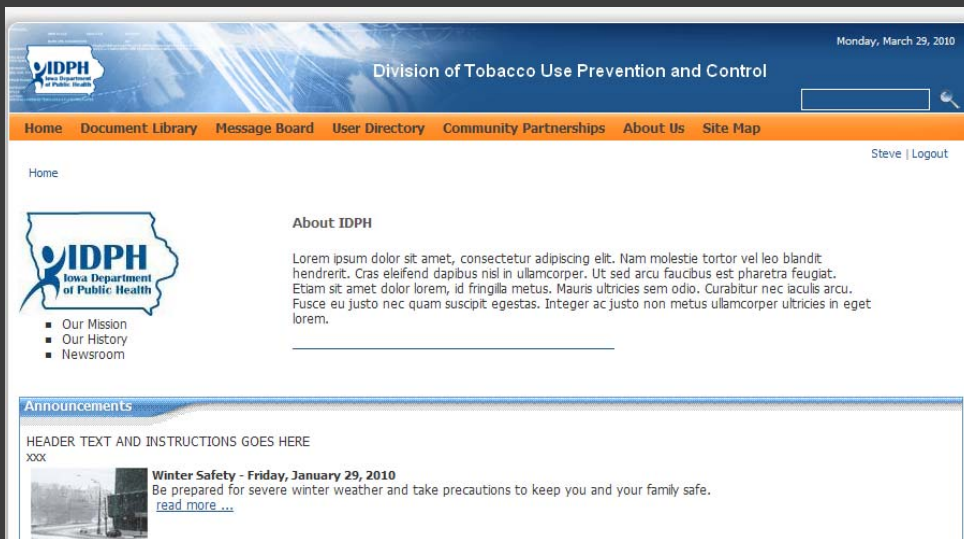 Monday, March 29, 2010
IDPH
Iowa Department
of Public Health
Division of Tobacco Use Prevention and Control
Home Document Library Message Board User Directory Community Partnerships About Us Site Map
Steve | Logout
Home
IDPH
Iowa Department
of Public Health
Our Mission
Our History
Newsroom
About IDPH
Lorem ipsum dolor sit amet, consectetur adipiscing elit. Nam molestie tortor vel leo blandit
hendrerit. Cras eleifend dapibus nisl in ullamcorper. Ut sed arcu faucibus est pharetra feugiat.
Etiam sit amet dolor lorem, id fringilla metus. Mauris ultricies sem odio. Curabitur nec iaculis arcu.
Fusce eu justo nec quam suscipit egestas. Integer ac justo non metus ullamcorper ultricies in eget
lorem.
Announcements
HEADER TEXT AND INSTRUCTIONS GOES HERE
xxx
Winter Safety - Friday, January 29, 2010
Be prepared for severe winter weather and take precautions to keep you and your family safe.
read more ...